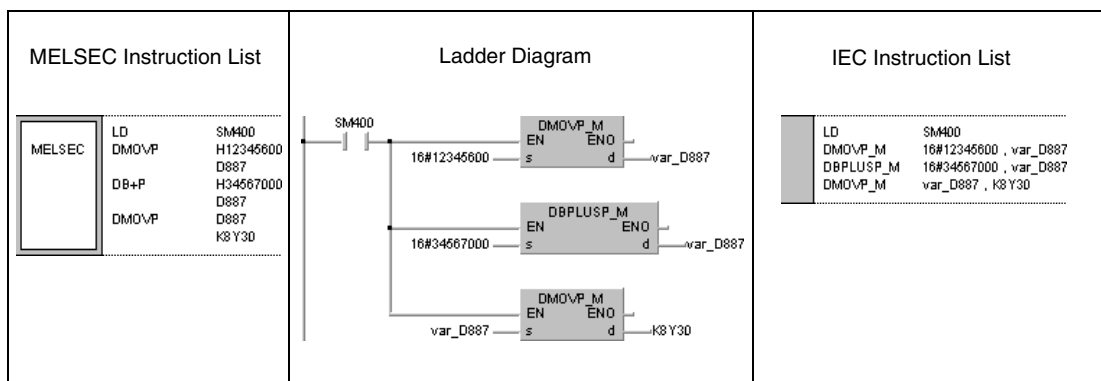 MELSEC Instruction List
MELSEC
LD SM400
DMOVP H12345600
D887
DB+P H34567000
D887
DMOVP D887
K8Y30
Ladder Diagram
SM400
DMOVP_M
EN ENO
16#12345600 s d var_D887
DBPLUSP_M
EN ENO
16#34567000 s d var_D887
DMOVP_M
EN ENO
var_D887 s d K8Y30
IEC Instruction List
LD SM400
DMOVP_M 16#12345600 , var_D887
DBPLUSP_M 16#34567000 , var_D887
DMOVP_M var_D887 , K8Y30